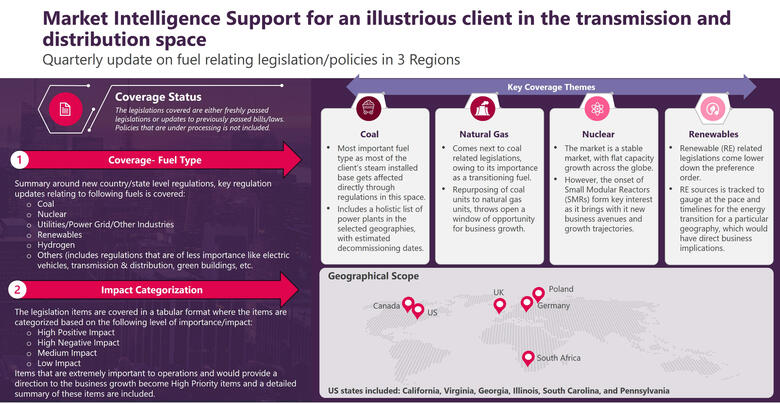 Market Intelligence Support for an illustrious client in the transmission and
distribution space
Quarterly update on fuel relating legislation/policies in 3 Regions
Coverage Status
The legislations covered are either freshly passed
legislations or updates to previously passed bills/laws.
Policies that are under processing is not included.
1
Coverage- Fuel Type
Summary around new country/state level regulations, key regulation
updates relating to following fuels is covered:
o Coal
o Nuclear
o Utilities/Power Grid/Other Industries
o Renewables
o Hydrogen
o Others (includes regulations that are of less importance like electric
vehicles, transmission & distribution, green buildings, etc.
2
Impact Categorization
The legislation items are covered in a tabular format where the items are
categorized based on the following level of importance/impact:
o High Positive Impact
o High Negative Impact
o Medium Impact
o Low Impact
Items that are extremely important to operations and would provide a
direction to the business growth become High Priority items and a detailed
summary of these items are included.
Key Coverage Themes
Coal
• Most important fuel
type as most of the
client's steam installed
base gets affected
directly through
regulations in this space.
• Includes a holistic list of
power plants in the
selected geographies,
with estimated
decommissioning dates.
Natural Gas
• Comes next to coal
related legislations,
owing to its importance
as a transitioning fuel.
• Repurposing of coal
units to natural gas
units, throws open a
window of opportunity
for business growth.
Nuclear
• The market is a stable
market, with flat capacity
growth across the globe.
• However, the onset of
Small Modular Reactors
(SMRs) form key interest
as it brings with it new
business avenues and
growth trajectories.
Renewables
• Renewable (RE) related
legislations come lower
down the preference
order.
• RE sources is tracked to
gauge at the pace and
timelines for the energy
transition for a particular
geography, which would
have direct business
implications.
Geographical Scope
Canada
US
UK
Poland
Germany
South Africa
US states included: California, Virginia, Georgia, Illinois, South Carolina, and Pennsylvania